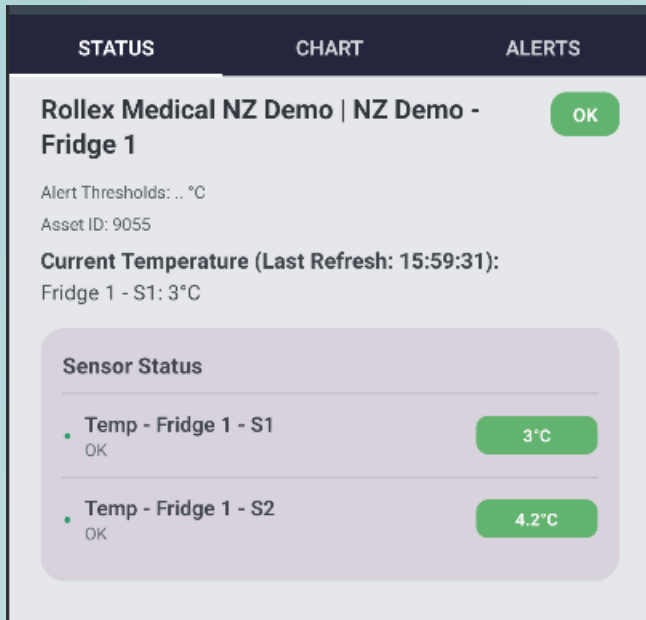 STATUS CHART ALERTS
Rollex Medical NZ Demo | NZ Demo -
Fridge 1
OK
Alert Thresholds: .. °C
Asset ID: 9055
Current Temperature (Last Refresh: 15:59:31):
Fridge 1 - S1: 3°C
Sensor Status
Temp - Fridge 1 - S1
OK
3°C
Temp - Fridge 1 - S2
OK
4.2°C